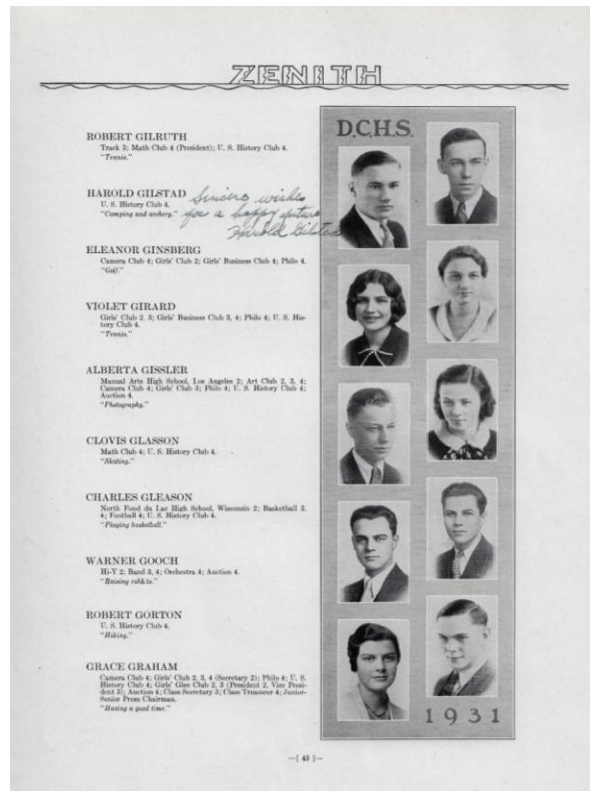 ZENITH
ROBERT GILRUTH
Track 3; Math Club 4 (President); U. S. History Club 4.
"Tennis."
HAROLD GILSTAD
U. S. History Club 4.
"Camping and archery."
Sincere wishes
for a happy future
Harold Gilstad
ELEANOR GINSBERG
Camera Club 4; Girls' Club 2; Girls' Business Club 4; Philo 4.
"Golf."
VIOLET GIRARD
Girls' Club 2, 3; Girls' Business Club 3, 4; Philo 4; U. S. His-
tory Club 4.
"Tennis."
ALBERTA GISSLER
Manual Arts High School, Los Angeles 2; Art Club 2, 3, 4;
Camera Club 4; Girls' Club 3; Philo 4; U. S. History Club 4;
Auction 4.
"Photography."
CLOVIS GLASSON
Math Club 4; U. S. History Club 4.
"Skating."
CHARLES GLEASON
North Fond du Lac High School, Wisconsin 2; Basketball 3,
4; Football 4; U. S. History Club 4.
"Playing basketball."
WARNER GOOCH
Hi-Y 2; Band 3, 4; Orchestra 4; Auction 4.
"Raising rabbits."
ROBERT GORTON
U. S. History Club 4.
"Hiking."
GRACE GRAHAM
Camera Club 4; Girls' Club 2, 3, 4 (Secretary 2); Philo 4; U. S.
History Club 4; Girls' Glee Club 2, 3 (President 2, Vice Presi-
dent 3); Auction 4; Class Secretary 3; Class Treasurer 4; Junior-
Senior Prom Chairman.
"Having a good time."
D.C.H.S.
1931
—[ 43 ]—